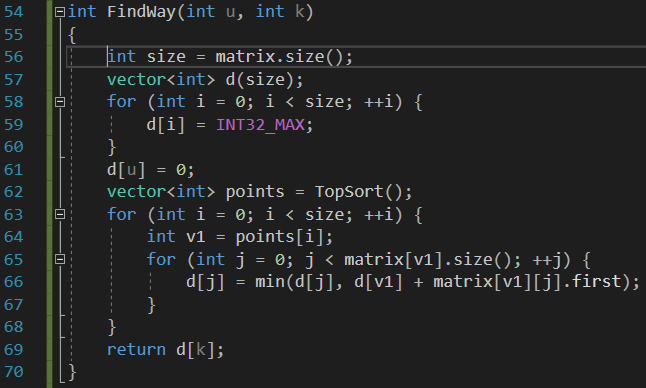 54 int FindWay(int u, int k)
55 {
56 int size = matrix.size();
57 vector<int> d(size);
58 for (int i = 0; i < size; ++i) {
59 d[i] = INT32_MAX;
60 }
61 d[u] = 0;
62 vector<int> points = TopSort();
63 for (int i = 0; i < size; ++i) {
64 int v1 = points[i];
65 for (int j = 0; j < matrix[v1].size(); ++j) {
66 d[j] = min(d[j], d[v1] + matrix[v1][j].first);
67 }
68 }
69 return d[k];
70 }